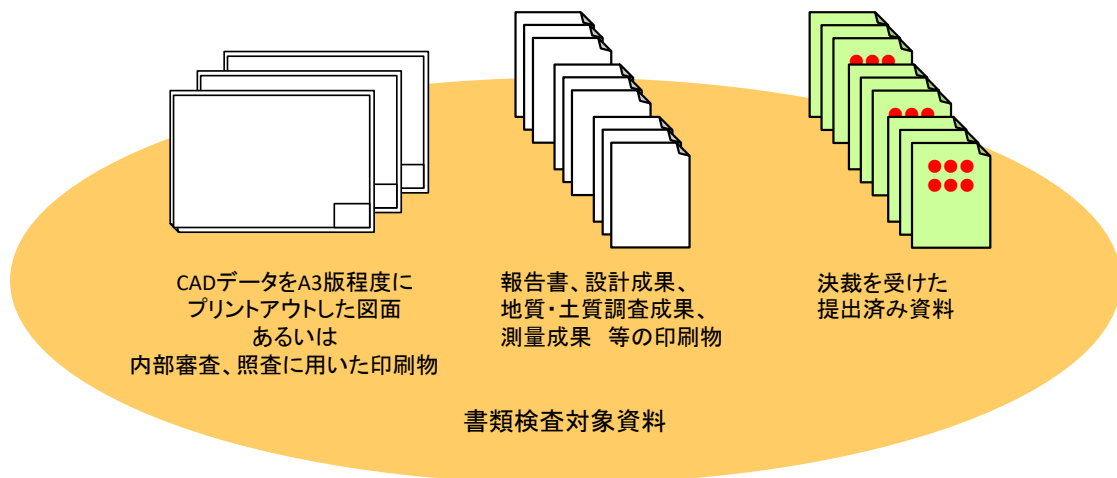 CADデータをA3版程度に
プリントアウトした図面
あるいは
内部審査、照査に用いた印刷物
報告書、設計成果、
地質・土質調査成果、
測量成果　等の印刷物
決裁を受けた
提出済み資料
書類検査対象資料